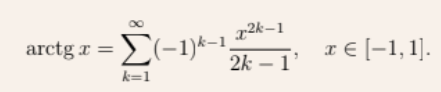 arctg x = \sum_{k=1}^{\infty} (-1)^{k-1} \frac{x^{2k-1}}{2k-1}, \quad x \in [-1, 1].